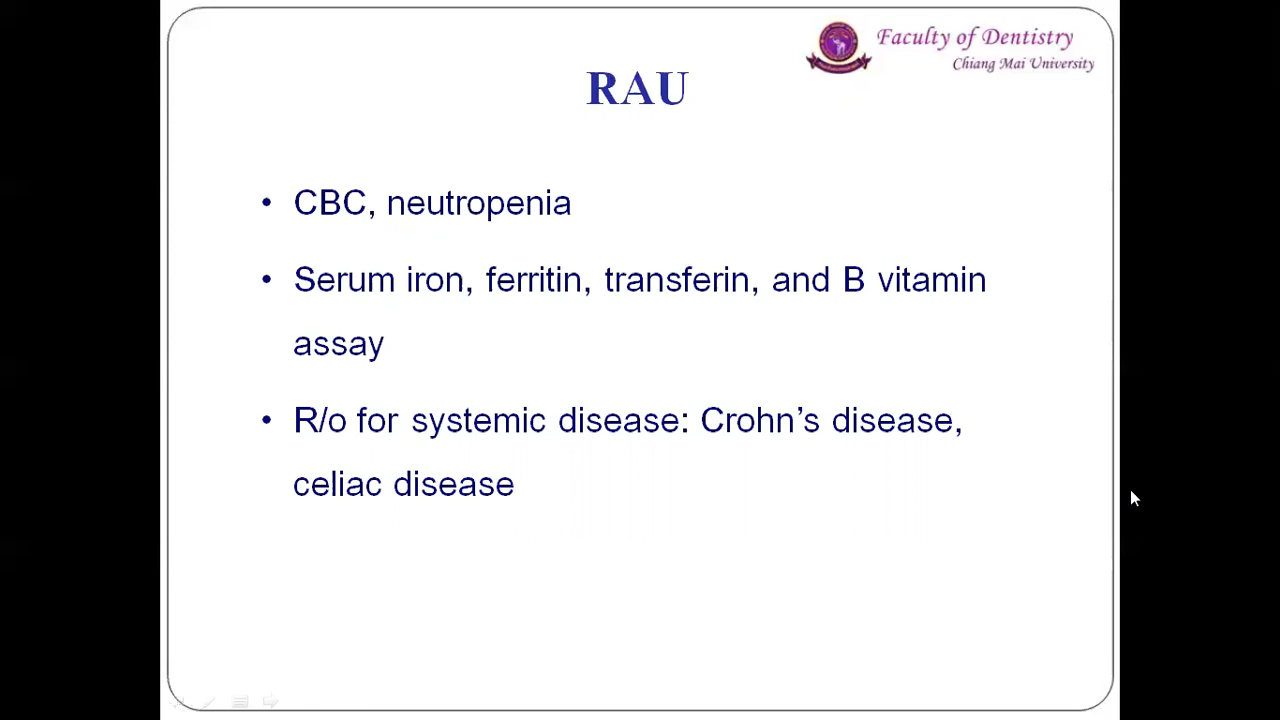 Faculty of Dentistry
Chiang Mai University
RAU
• CBC, neutropenia
• Serum iron, ferritin, transferin, and B vitamin
assay
• R/o for systemic disease: Crohn’s disease,
celiac disease